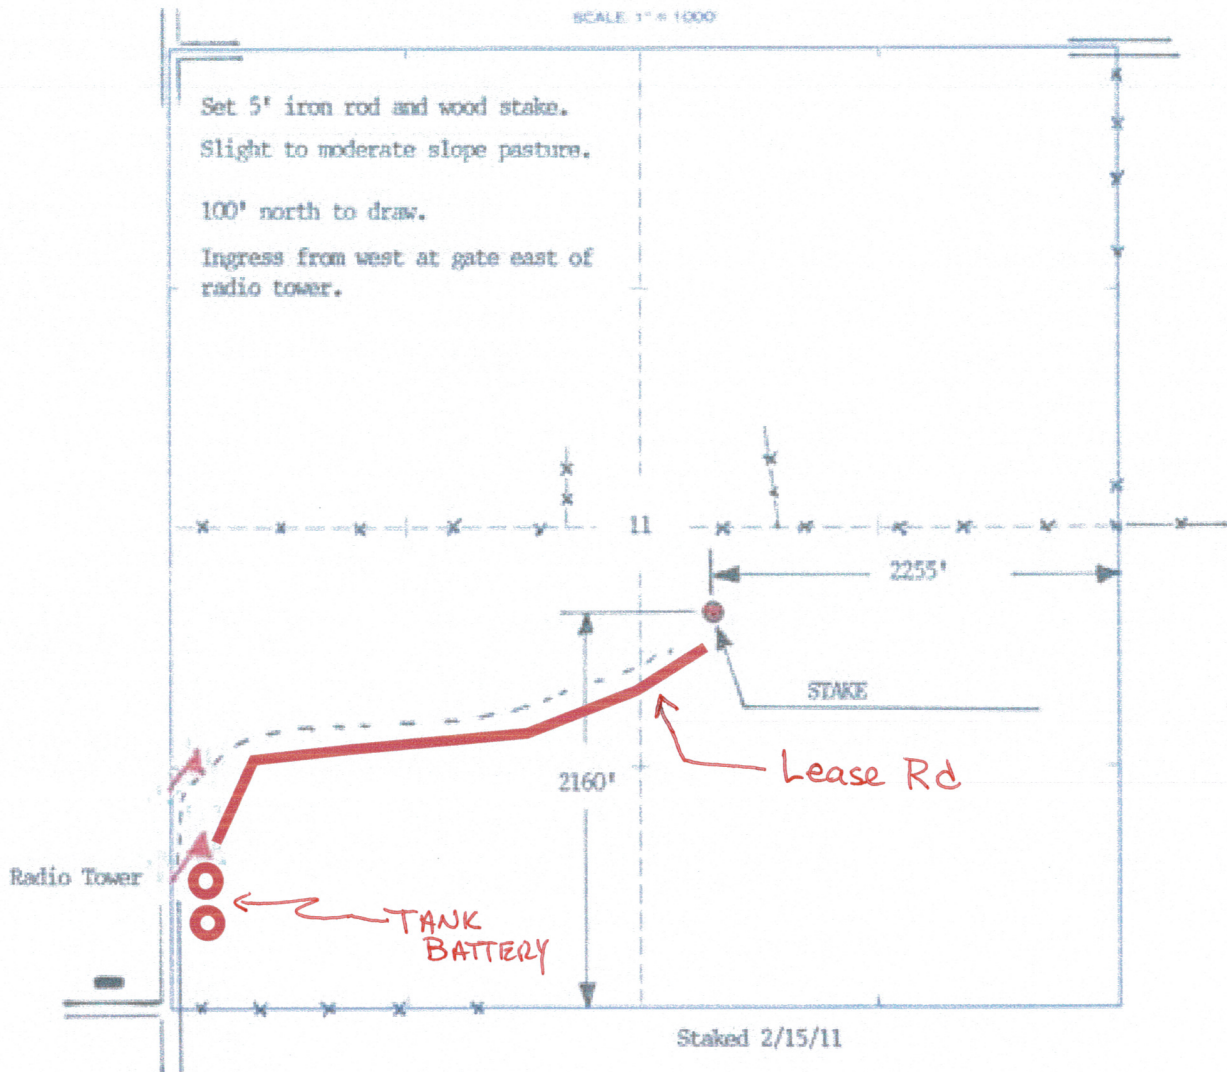 SCALE 1" = 1000'
Set 5' iron rod and wood stake.
Slight to moderate slope pasture.
100' north to draw.
Ingress from west at gate east of
radio tower.
11
2255'
STAKE
2160'
Lease Rd
Radio Tower
TANK
BATTERY
Staked 2/15/11